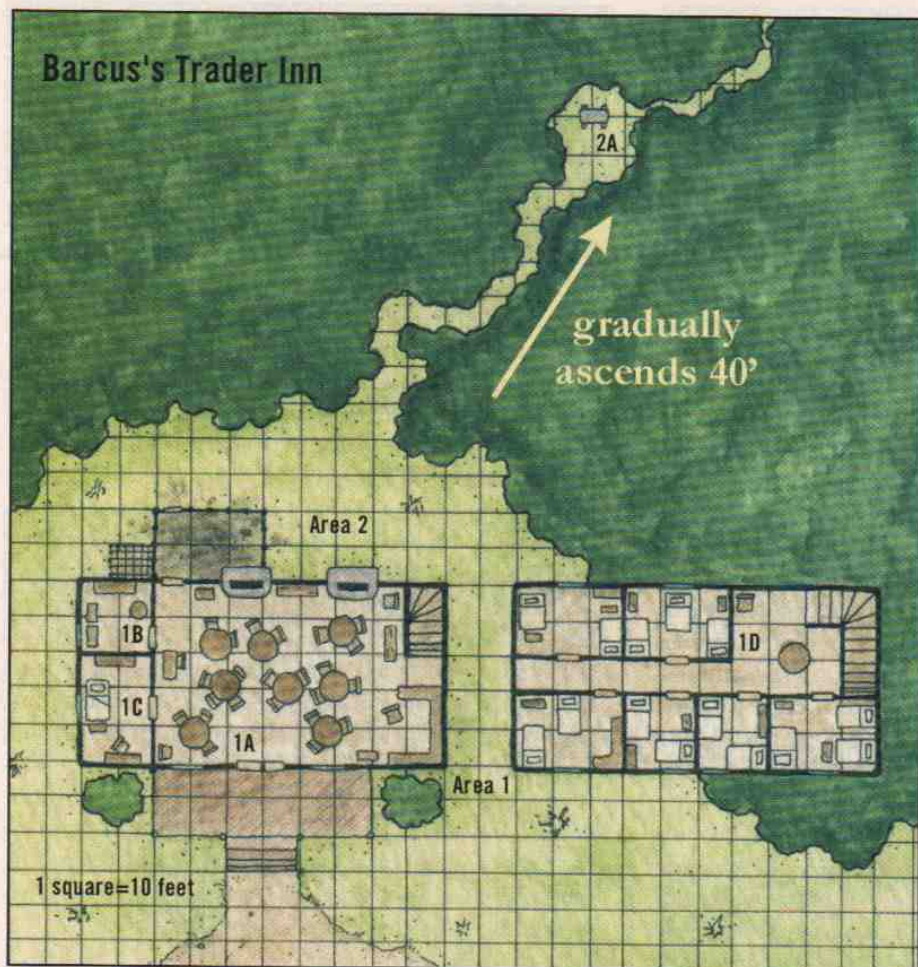 Barcus's Trader Inn
2A
gradually
ascends 40'
Area 2
1B
1D
1C
1A
Area 1
1 square=10 feet